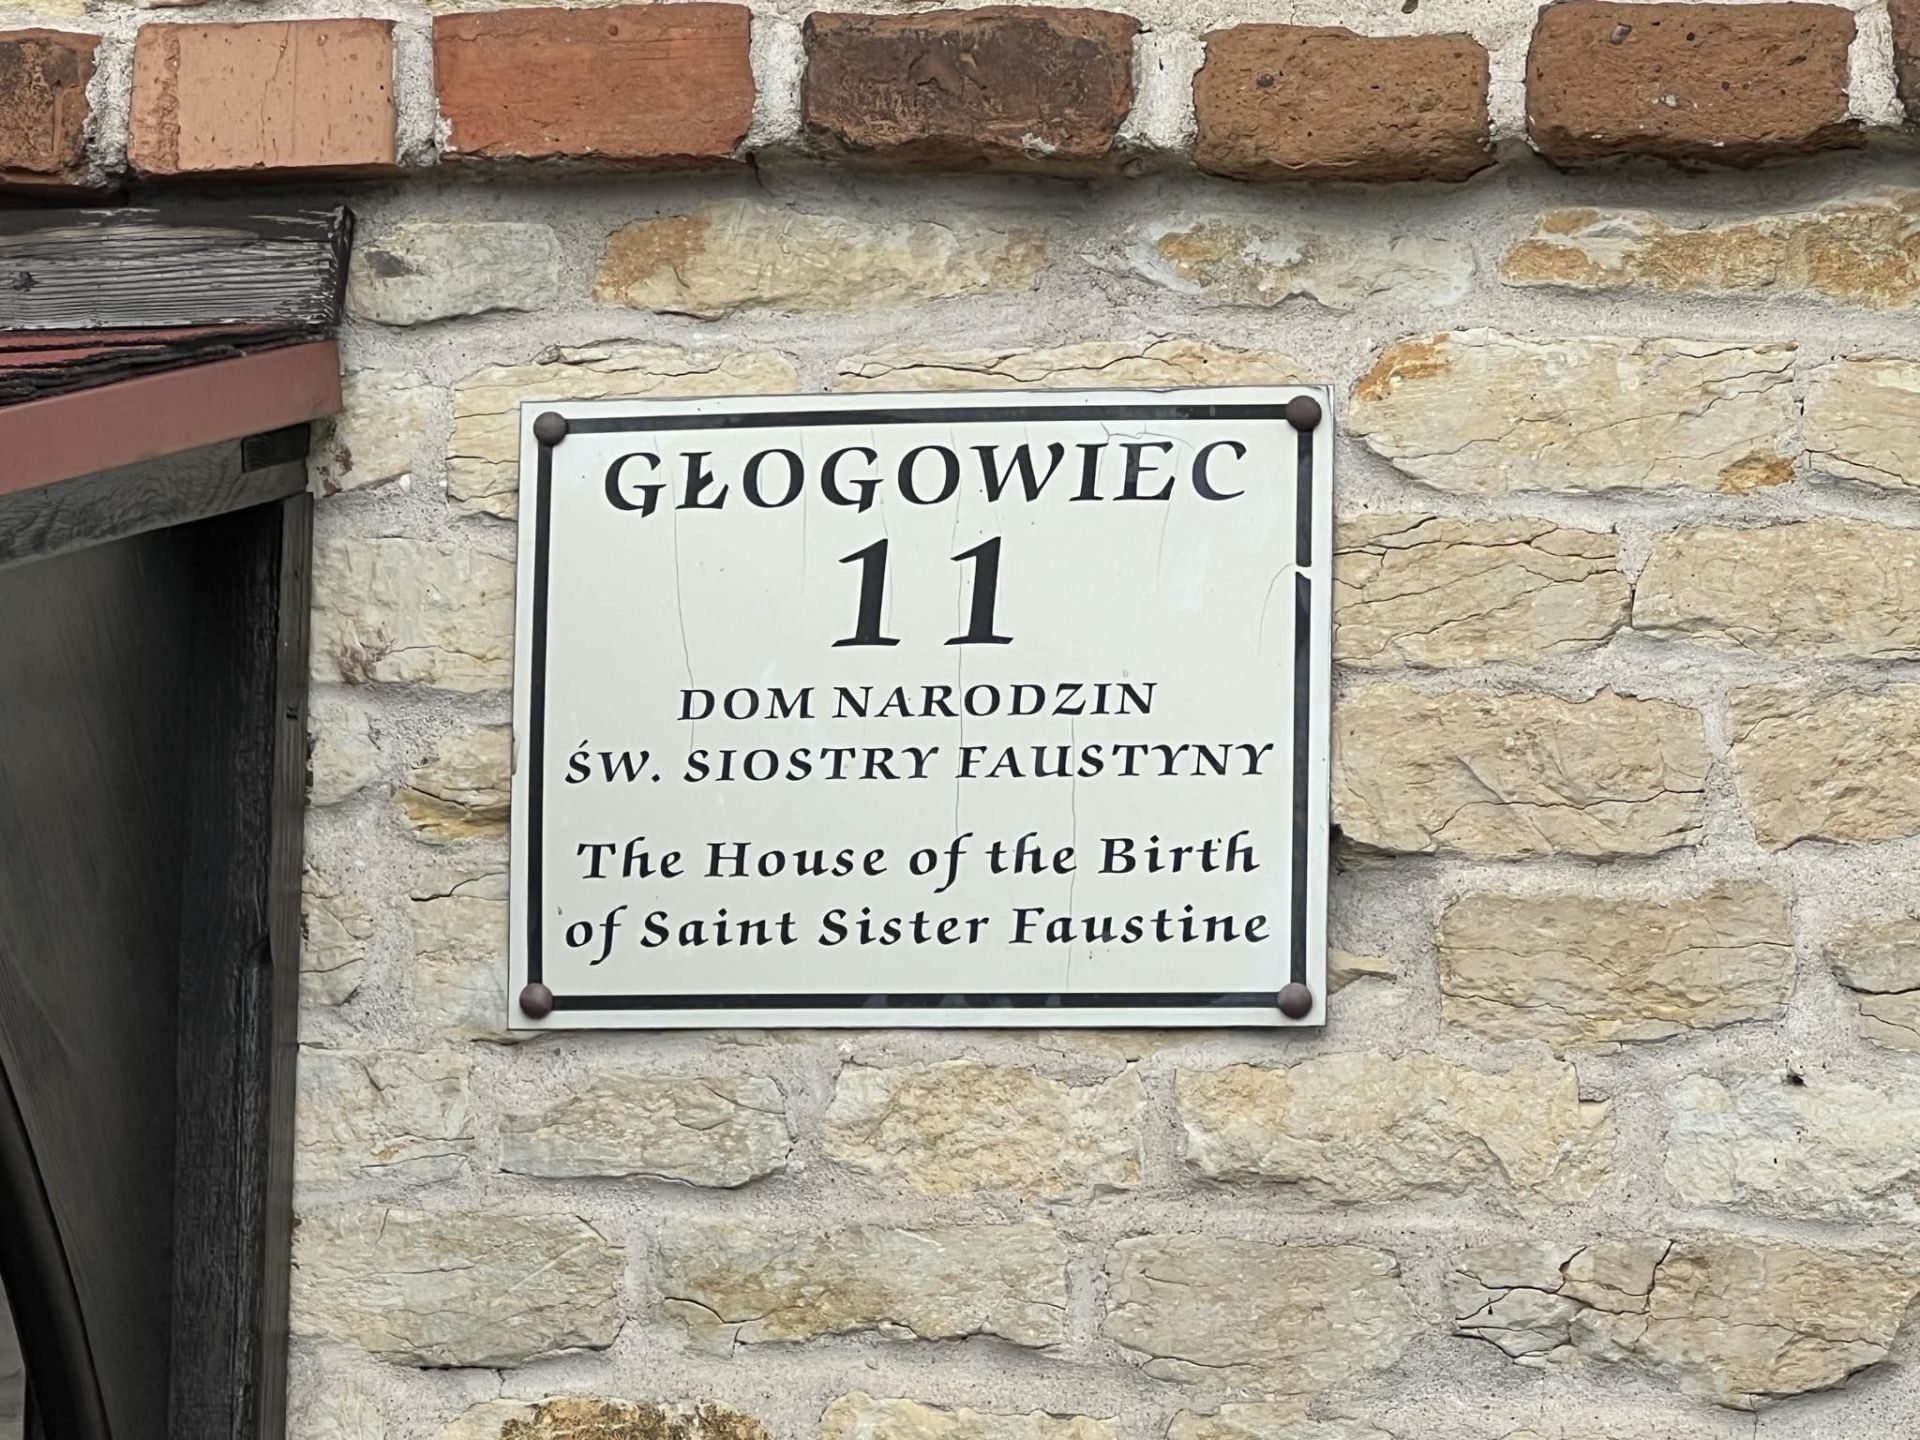 GŁOGOWIEC
11
DOM NARODZIN
ŚW. SIOSTRY FAUSTYNY
The House of the Birth
of Saint Sister Faustine